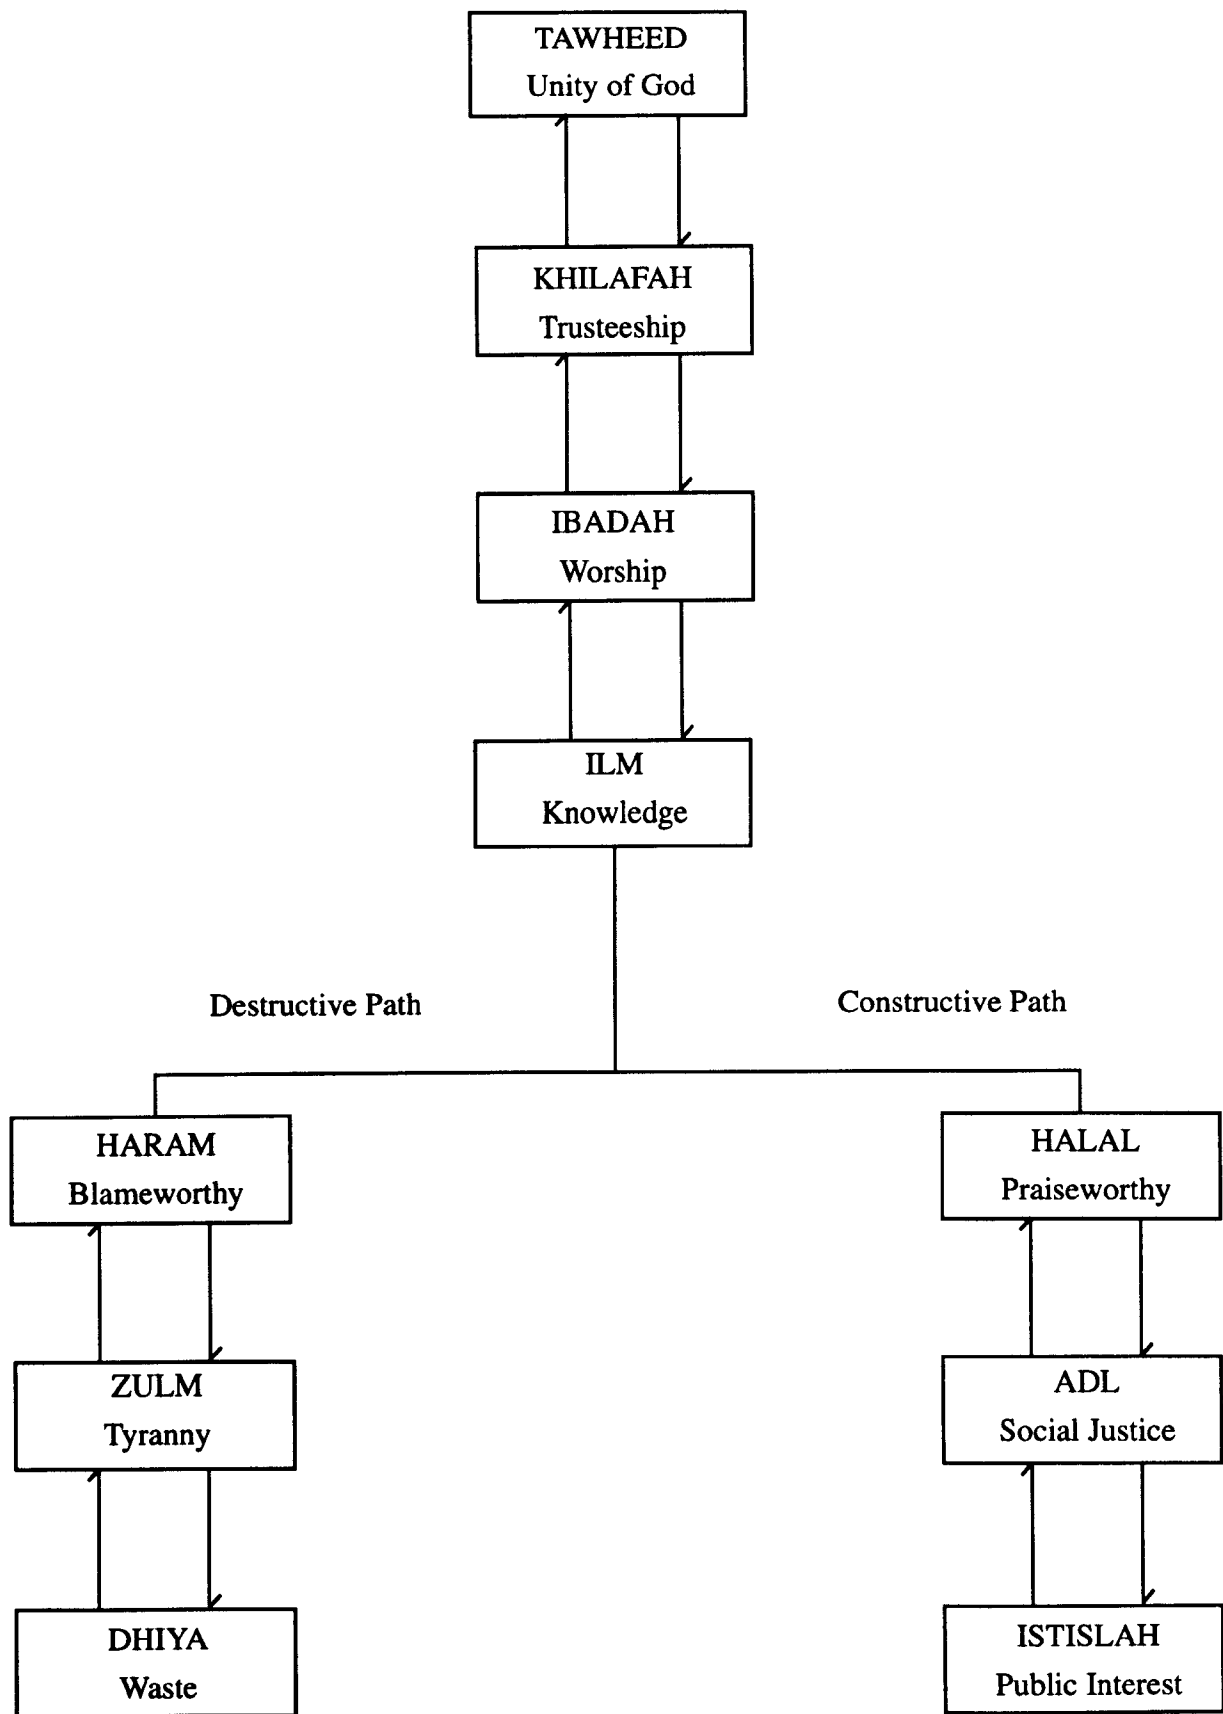 TAWHEED
Unity of God
KHILAFAH
Trusteeship
IBADAH
Worship
ILM
Knowledge
Destructive Path
Constructive Path
HARAM
Blameworthy
HALAL
Praiseworthy
ZULM
Tyranny
ADL
Social Justice
DHIYA
Waste
ISTISLAH
Public Interest